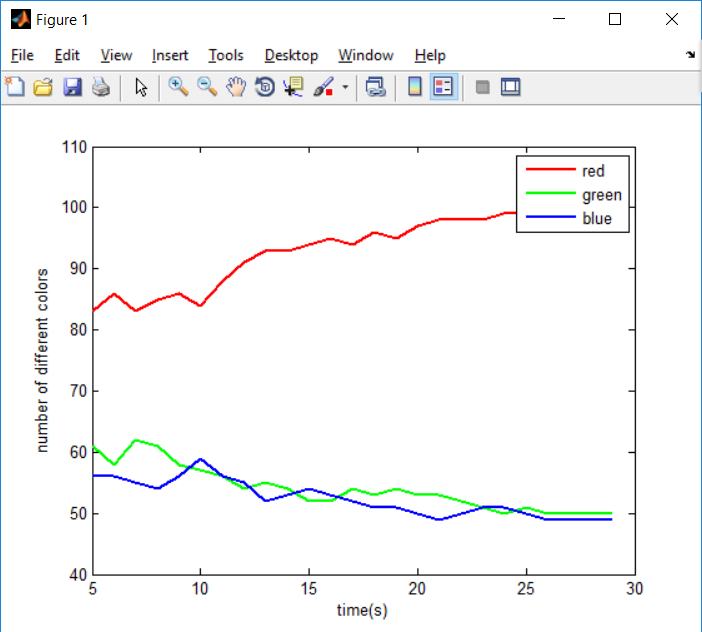 Figure 1
File Edit View Insert Tools Desktop Window Help
110
100
90
80
70
60
50
40
number of different colors
red
green
blue
5 10 15 20 25 30
time(s)